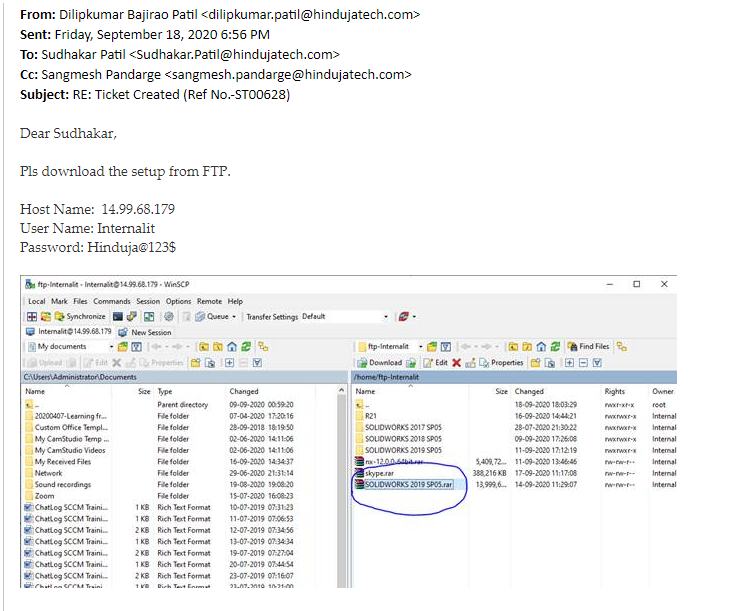 From: Dilipkumar Bajirao Patil <dilipkumar.patil@hindujatech.com>
Sent: Friday, September 18, 2020 6:56 PM
To: Sudhakar Patil <Sudhakar.Patil@hindujatech.com>
Cc: Sangmesh Pandarge <sangmesh.pandarge@hindujatech.com>
Subject: RE: Ticket Created (Ref No.-ST00628)
Dear Sudhakar,
Pls download the setup from FTP.
Host Name: 14.99.68.179
User Name: Internalit
Password: Hinduja@123$
ftp-Internalit - Internalit@14.99.68.179 - WinSCP
Local Mark Files Commands Session Options Remote Help
Synchronize Queue Transfer Settings Default
Internalit@14.99.68.179 New Session
My documents ftp-Internalit Find Files
Upload Edit Properties Download Edit Properties
C:\Users\Administrator\Documents /home/ftp-Internalit
Name Size Type Changed Name Size Changed Rights Owner
.. Parent directory 09-09-2020 00:59:20 .. 18-09-2020 18:03:29 rwxr-xr-x root
20200407-Learning fr... File folder 07-04-2020 17:20:16 R21 16-09-2020 14:44:21 rwxrwxr-x Internal
Custom Office Templ... File folder 28-09-2018 18:19:50 SOLIDWORKS 2017 SP05 28-07-2020 21:30:22 rwxrwxr-x Internal
My CamStudio Temp ... File folder 02-06-2020 14:11:06 SOLIDWORKS 2018 SP05 09-09-2020 17:26:08 rwxrwxr-x Internal
My CamStudio Videos File folder 02-06-2020 14:11:06 SOLIDWORKS 2019 SP05 11-09-2020 17:12:19 rwxrwxr-x Internal
My Received Files File folder 16-09-2020 14:34:37 nx-12.0.0-64bit.rar 5,409,72... 11-09-2020 13:46:46 rw-rw-r-- Internal
Network File folder 29-06-2020 21:31:14 skype.rar 388,216 KB 17-09-2020 11:17:08 rw-rw-r-- Internal
Sound recordings File folder 19-08-2020 19:08:20 SOLIDWORKS 2019 SP05.rar 13,999,6... 14-09-2020 11:29:07 rw-rw-r-- Internal
Zoom File folder 15-07-2020 16:08:23
ChatLog SCCM Traini... 1 KB Rich Text Format 10-07-2019 07:31:23
ChatLog SCCM Traini... 1 KB Rich Text Format 11-07-2019 07:06:53
ChatLog SCCM Traini... 2 KB Rich Text Format 12-07-2019 07:34:56
ChatLog SCCM Traini... 1 KB Rich Text Format 13-07-2019 07:34:34
ChatLog SCCM Traini... 2 KB Rich Text Format 19-07-2019 07:27:04
ChatLog SCCM Traini... 1 KB Rich Text Format 20-07-2019 07:44:54
ChatLog SCCM Traini... 2 KB Rich Text Format 23-07-2019 07:16:07